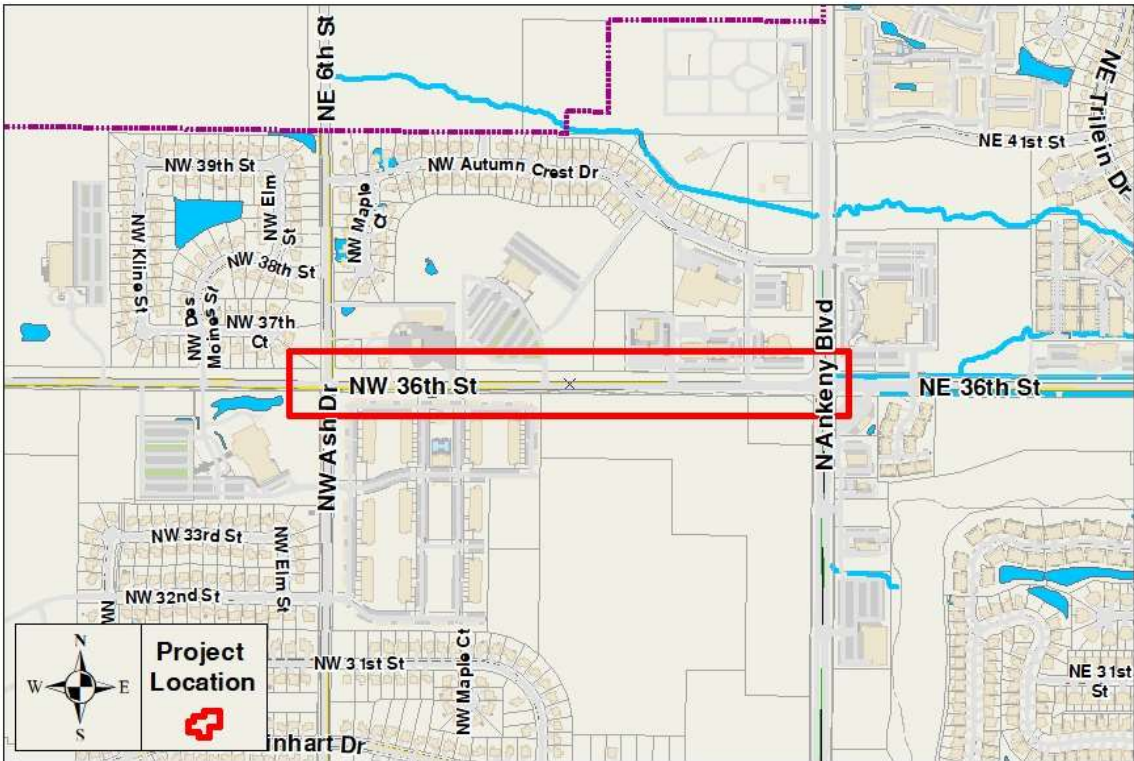 NE 6th St
NE Trilein Dr
NE 41st St
NW 39th St
NW Autumn Crest Dr
NW Elm
St
NW Maple
Ct
NW Kline St
NW 38th St
NW Des
Moines St
NW 37th
Ct
NW 36th St
NE 36th St
N Ankeny Blvd
NW Ash Dr
NW 33rd St
NW Elm St
NW 32nd St
NW
NW 31st St
NW Maple Ct
NE 31st
St
inhart Dr
N
W E
S
Project
Location